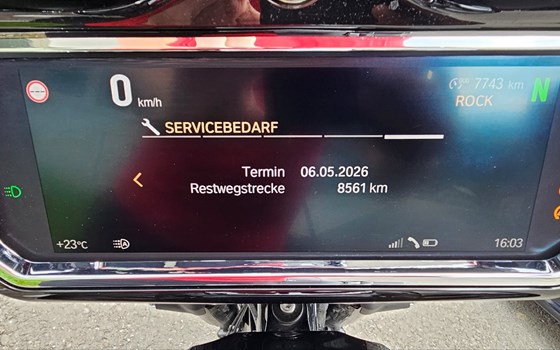 0 km/h
7743 km
ROCK
N
SERVICEBEDARF
Termin 06.05.2026
Restwegstrecke 8561 km
+23°C
16:03